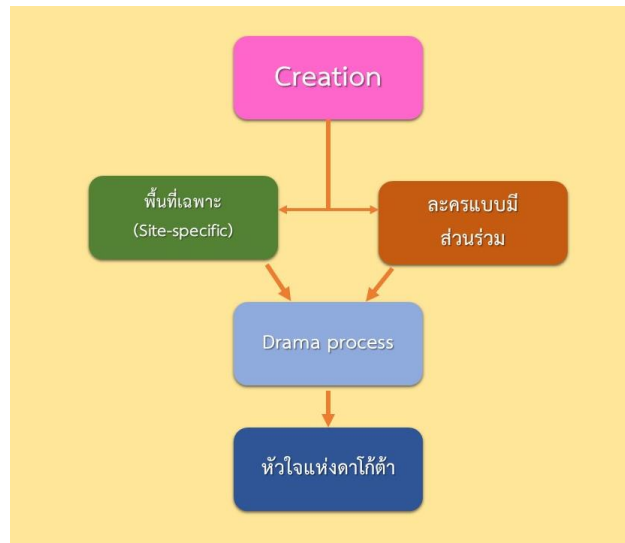 Creation
พื้นที่เฉพาะ
(Site-specific)
ละครแบบมี
ส่วนร่วม
Drama process
หัวใจแห่งดาโก้ต้า